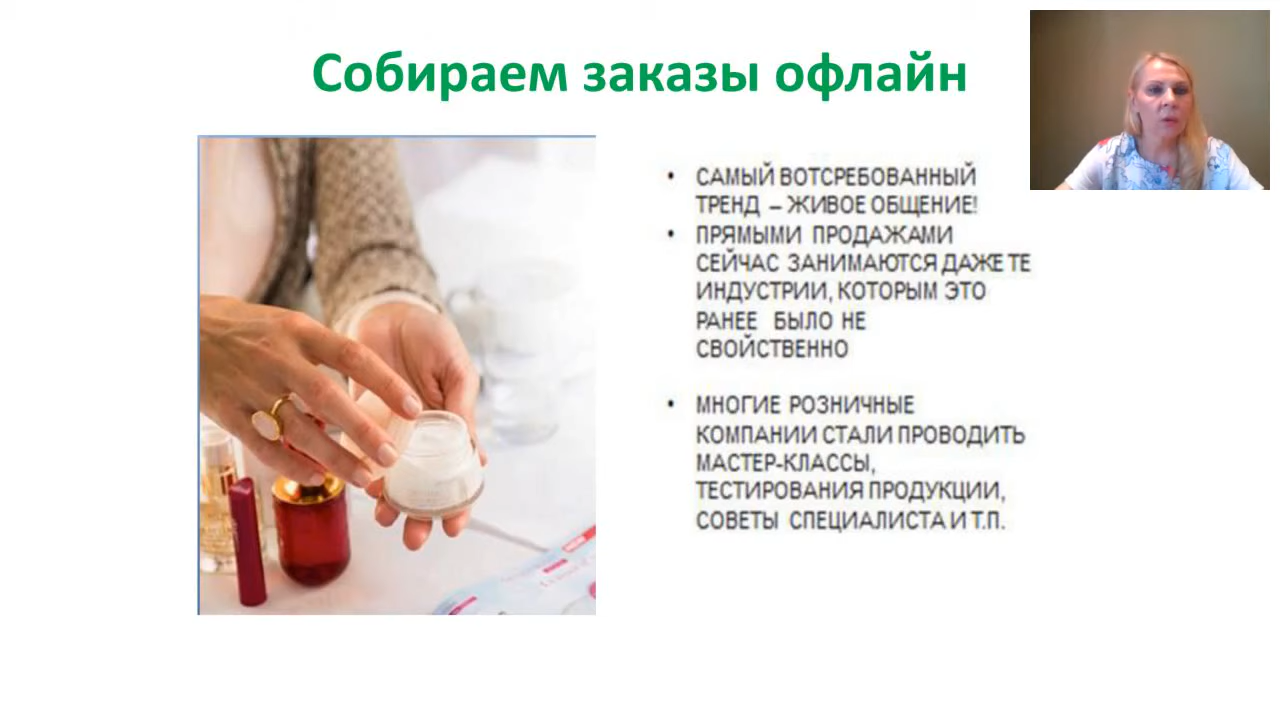 Собираем заказы офлайн
• САМЫЙ ВОТСРЕБОВАННЫЙ
ТРЕНД – ЖИВОЕ ОБЩЕНИЕ!
• ПРЯМЫМИ ПРОДАЖАМИ
СЕЙЧАС ЗАНИМАЮТСЯ ДАЖЕ ТЕ
ИНДУСТРИИ, КОТОРЫМ ЭТО
РАНЕЕ БЫЛО НЕ
СВОЙСТВЕННО
• МНОГИЕ РОЗНИЧНЫЕ
КОМПАНИИ СТАЛИ ПРОВОДИТЬ
МАСТЕР-КЛАССЫ,
ТЕСТИРОВАНИЯ ПРОДУКЦИИ,
СОВЕТЫ СПЕЦИАЛИСТА И Т.П.